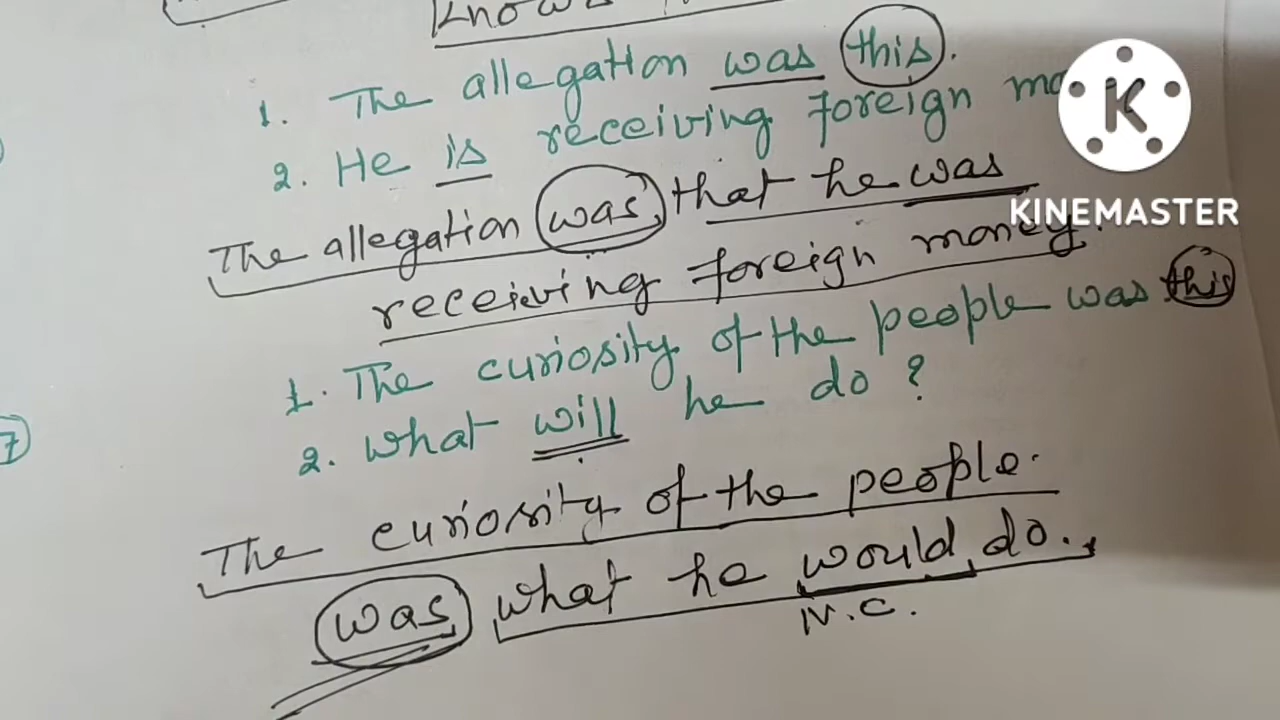 Knows
1. The allegation was this.
2. He is receiving foreign
The allegation was that he was
receiving foreign money.
1. The curiosity of the people was this
2. What will he do ?
7
The curiosity of the people.
was what he would do.
N.C.
K
KINEMASTER